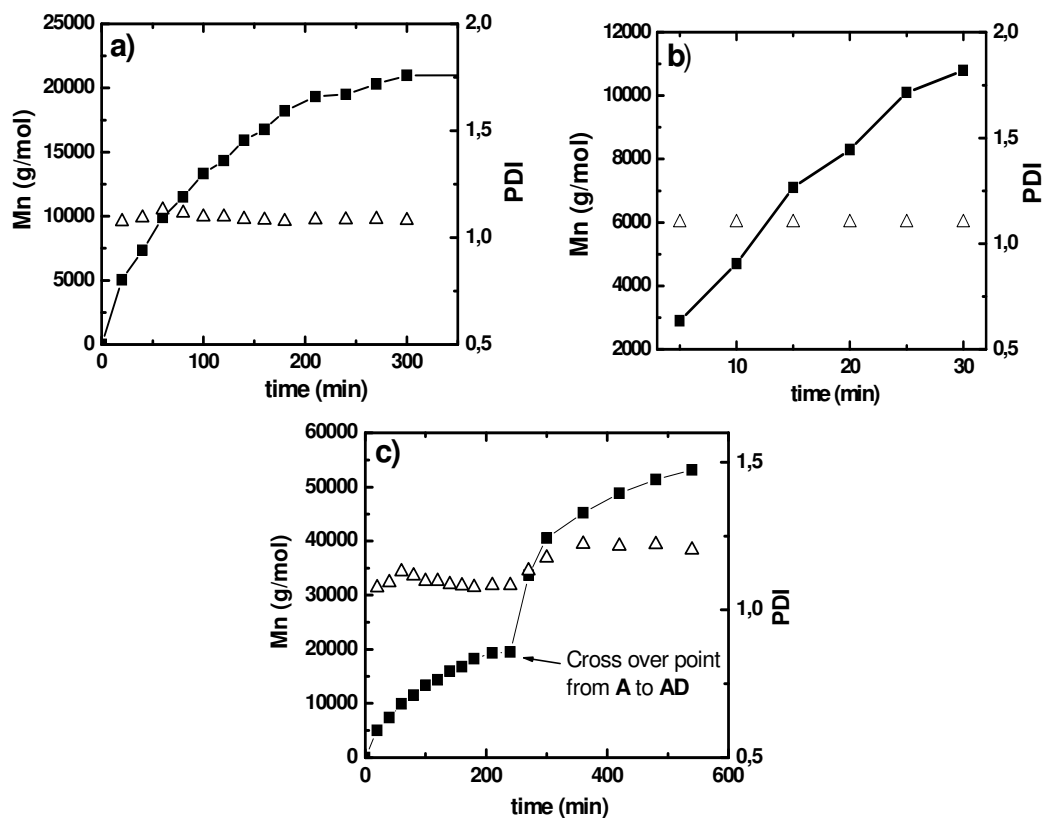 a)
25000
20000
15000
10000
5000
0
Mn (g/mol)
2,0
1,5
1,0
0,5
PDI
0 100 200 300
time (min)
b)
12000
10000
8000
6000
4000
2000
Mn (g/mol)
2,0
1,5
1,0
0,5
PDI
10 20 30
time (min)
c)
60000
50000
40000
30000
20000
10000
0
Mn (g/mol)
1,5
1,0
0,5
PDI
Cross over point
from A to AD
0 200 400 600
time (min)